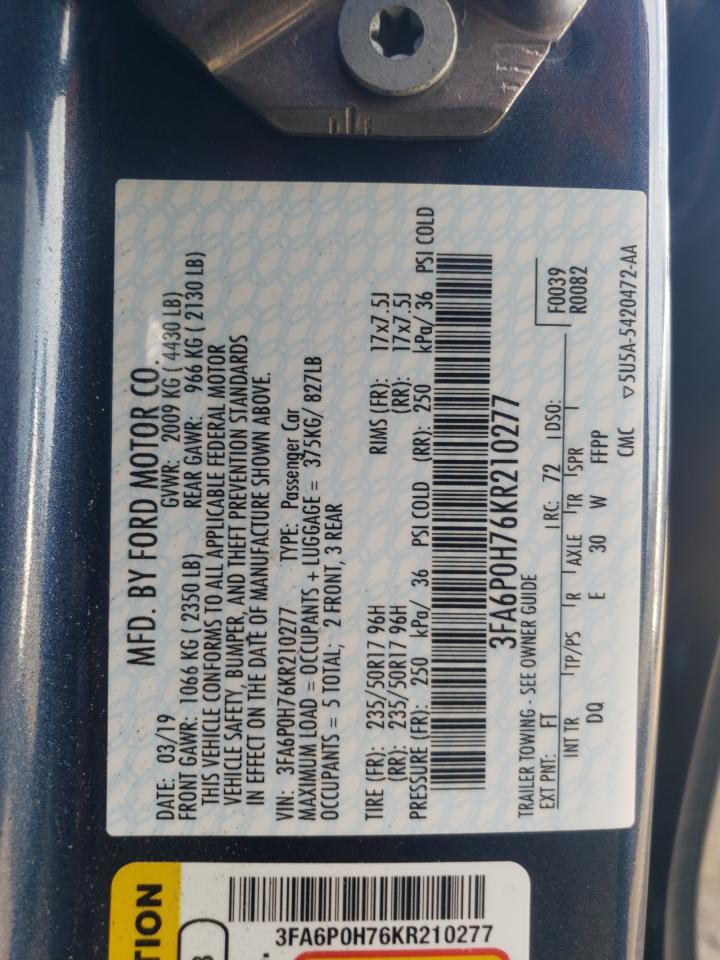 MFD. BY FORD MOTOR CO.
DATE: 03/19 GVWR: 2009 KG ( 4430 LB)
FRONT GAWR: 1066 KG ( 2350 LB) REAR GAWR: 966 KG ( 2130 LB)
THIS VEHICLE CONFORMS TO ALL APPLICABLE FEDERAL MOTOR
VEHICLE SAFETY, BUMPER, AND THEFT PREVENTION STANDARDS
IN EFFECT ON THE DATE OF MANUFACTURE SHOWN ABOVE.
VIN: 3FA6P0H76KR210277 TYPE: Passenger Car
MAXIMUM LOAD = OCCUPANTS + LUGGAGE = 375KG/ 827LB
OCCUPANTS = 5 TOTAL; 2 FRONT, 3 REAR
TIRE (FR): 235/50R17 96H RIMS (FR): 17x7.5J
(RR): 235/50R17 96H (RR): 17x7.5J
PRESSURE (FR): 250 kPa/ 36 PSI COLD (RR): 250 kPa/ 36 PSI COLD
3FA6P0H76KR210277
TRAILER TOWING - SEE OWNER GUIDE
EXT PNT: FT RC: 72 DSO: F0039
R0082
INT TR TP/PS R AXLE TR SPR
DQ E 30 W FFPP
CMC ▽5U5A-5420472-AA
TION
3FA6P0H76KR210277